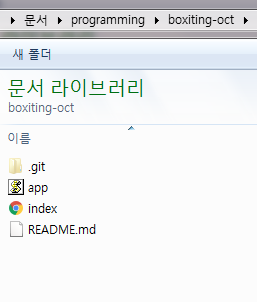 ▸ 문서 ▸ programming ▸ boxiting-oct ▸
새 폴더
문서 라이브러리
boxiting-oct
이름
.git
app
index
README.md